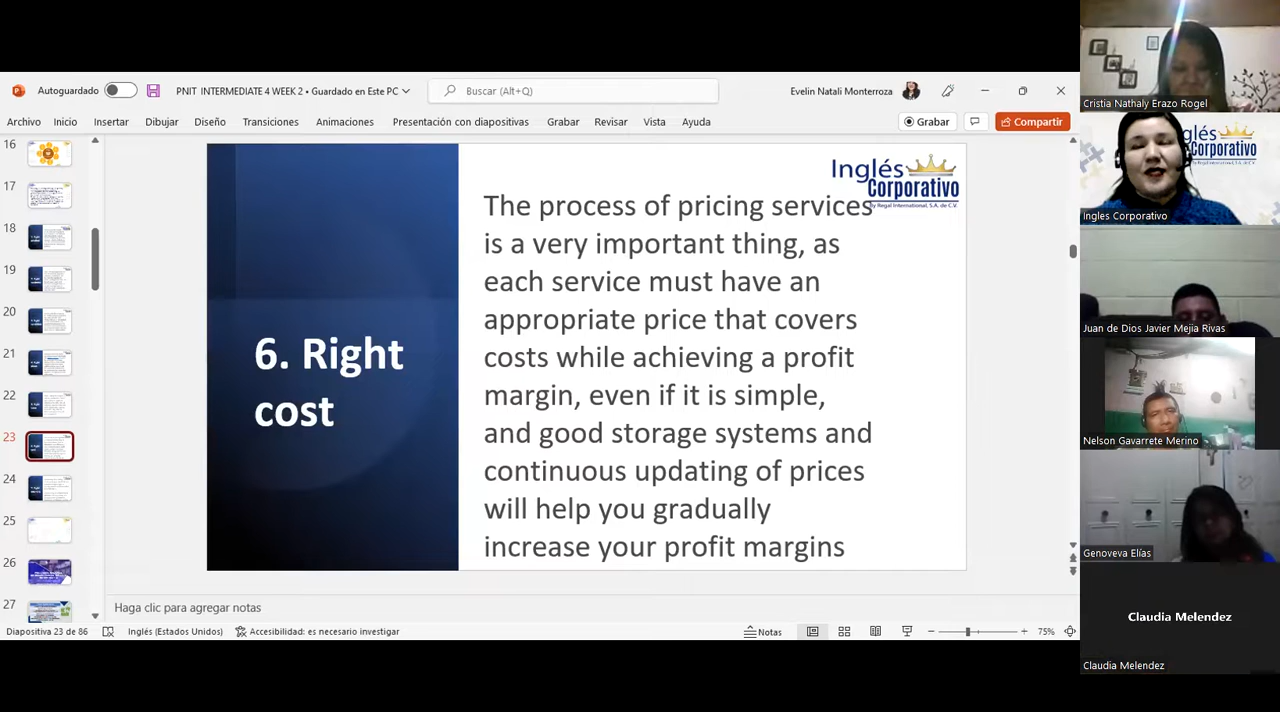 Autoguardado
PNIT INTERMEDIATE 4 WEEK 2 • Guardado en Este PC
Buscar (Alt+Q)
Evelin Natali Monterroza
Archivo Inicio Insertar Dibujar Diseño Transiciones Animaciones Presentación con diapositivas Grabar Revisar Vista Ayuda
Grabar
Compartir
16
17
18
19
20
21
22
23
24
25
26
27
6. Right
cost
Inglés
Corporativo
By Regal International, S.A. de C.V.
The process of pricing services
is a very important thing, as
each service must have an
appropriate price that covers
costs while achieving a profit
margin, even if it is simple,
and good storage systems and
continuous updating of prices
will help you gradually
increase your profit margins
Haga clic para agregar notas
Diapositiva 23 de 86
Inglés (Estados Unidos)
Accesibilidad: es necesario investigar
Notas
75%
Cristia Nathaly Erazo Rogel
glés
Corporativo
Ingles Corporativo
Juan de Dios Javier Mejia Rivas
Nelson Gavarrete Merino
Genoveva Elías
Claudia Melendez
Claudia Melendez